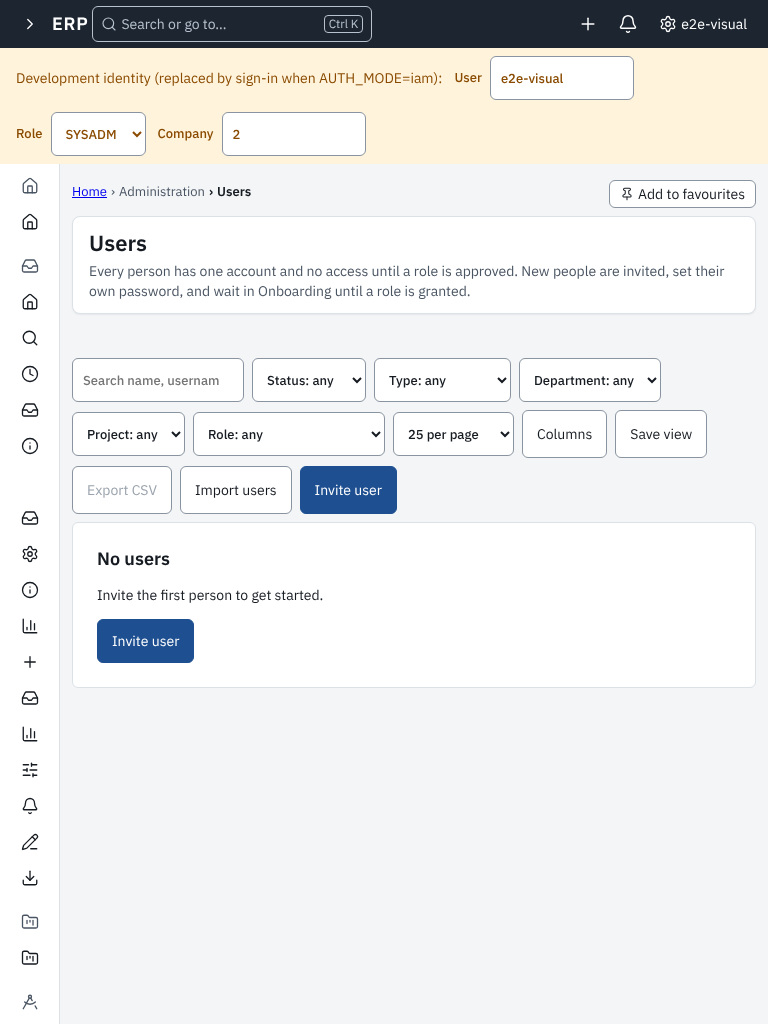 ERP Search or go to... Ctrl K e2e-visual
Development identity (replaced by sign-in when AUTH_MODE=iam): User e2e-visual
Role SYSADM Company 2
Home › Administration › Users Add to favourites
Users
Every person has one account and no access until a role is approved. New people are invited, set their
own password, and wait in Onboarding until a role is granted.
Search name, usernam Status: any Type: any Department: any
Project: any Role: any 25 per page Columns Save view
Export CSV Import users Invite user
No users
Invite the first person to get started.
Invite user